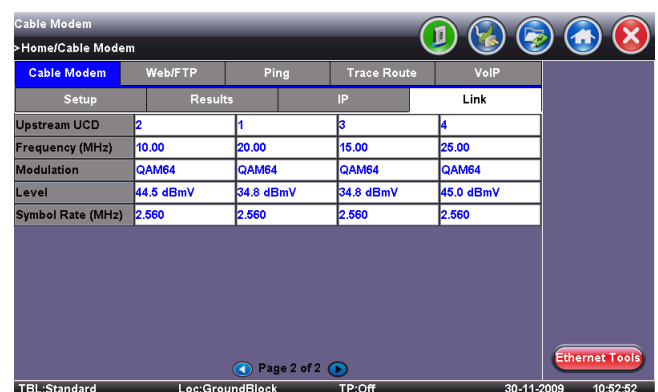 Cable Modem
>Home/Cable Modem
Cable Modem Web/FTP Ping Trace Route VoIP
Setup Results IP Link
Upstream UCD 2 1 3 4
Frequency (MHz) 10.00 20.00 15.00 25.00
Modulation QAM64 QAM64 QAM64 QAM64
Level 44.5 dBmV 34.8 dBmV 34.8 dBmV 45.0 dBmV
Symbol Rate (MHz) 2.560 2.560 2.560 2.560
Page 2 of 2
Ethernet Tools
TBL:Standard Loc:GroundBlock TP:Off 30-11-2009 10:52:52